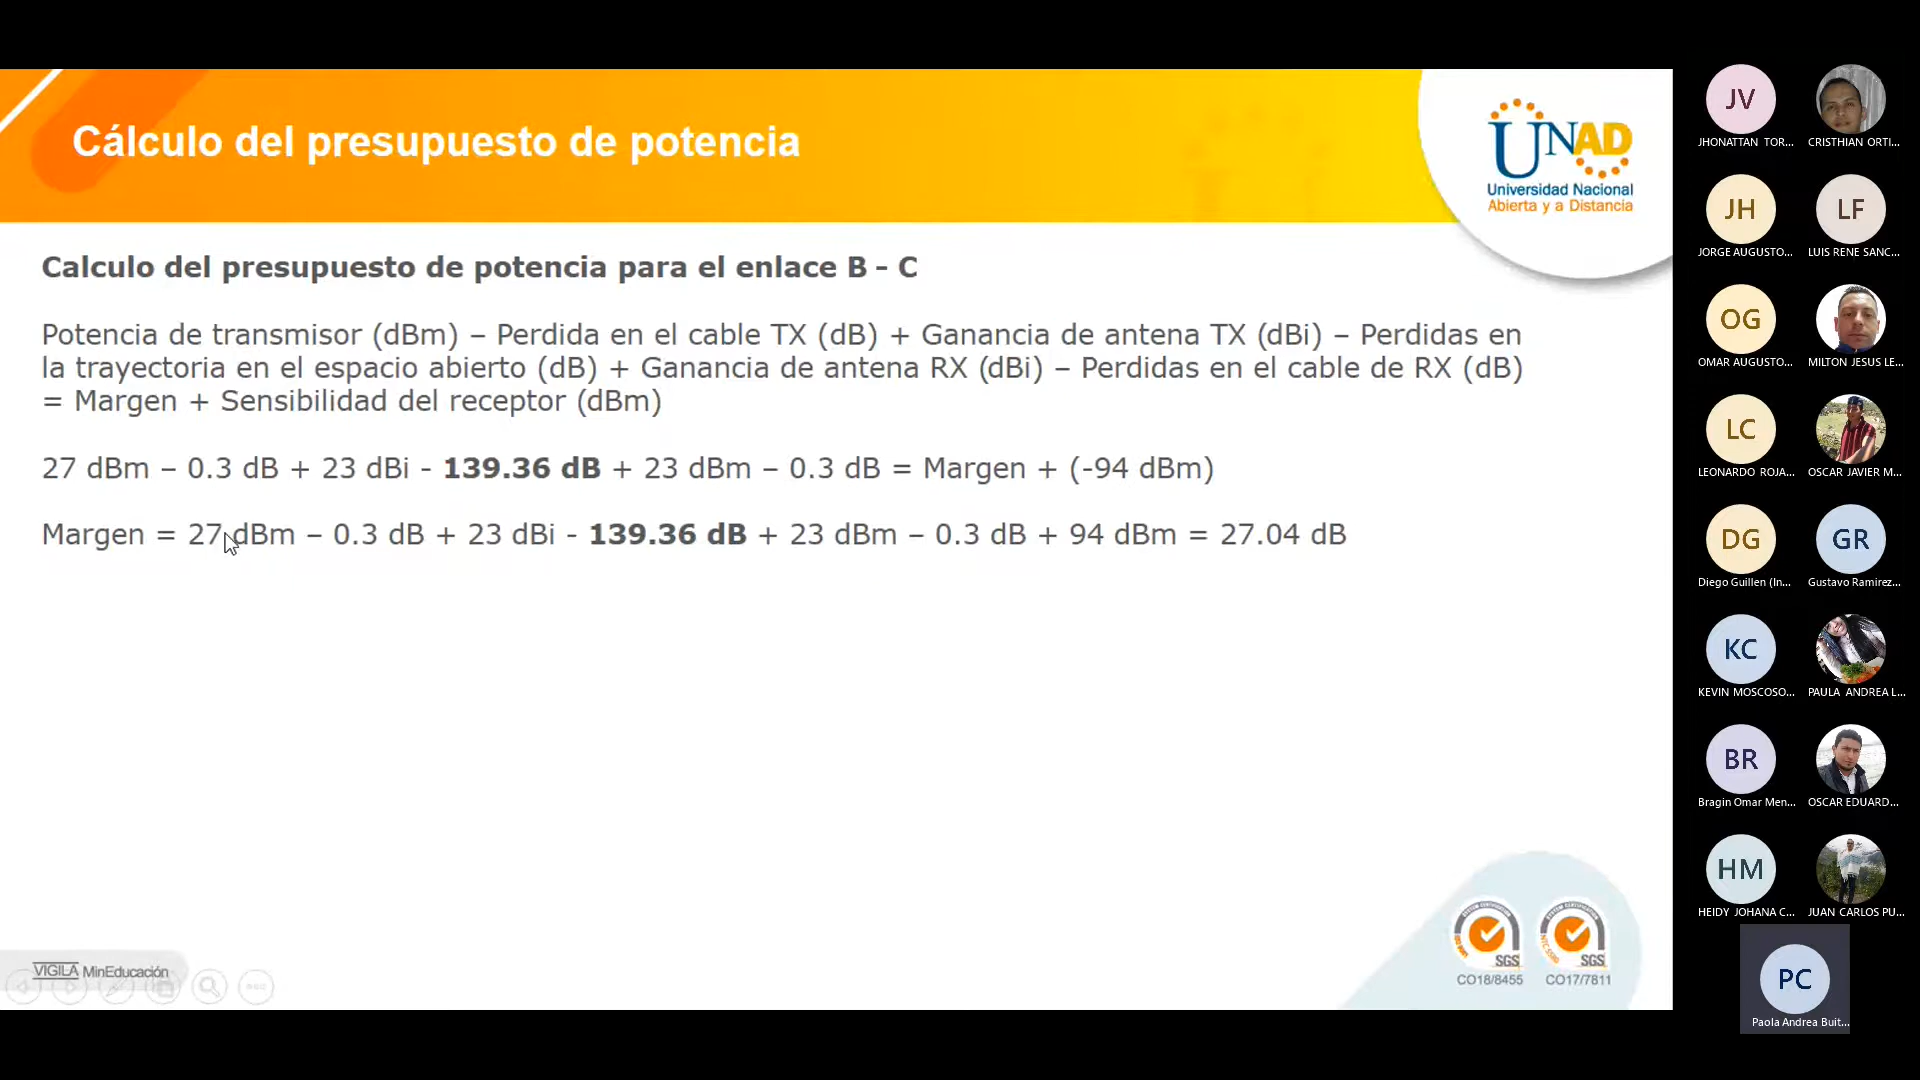 Cálculo del presupuesto de potencia
UNAD
Universidad Nacional
Abierta y a Distancia
Calculo del presupuesto de potencia para el enlace B - C
Potencia de transmisor (dBm) – Perdida en el cable TX (dB) + Ganancia de antena TX (dBi) – Perdidas en
la trayectoria en el espacio abierto (dB) + Ganancia de antena RX (dBi) – Perdidas en el cable de RX (dB)
= Margen + Sensibilidad del receptor (dBm)
27 dBm – 0.3 dB + 23 dBi - 139.36 dB + 23 dBm – 0.3 dB = Margen + (-94 dBm)
Margen = 27 dBm – 0.3 dB + 23 dBi - 139.36 dB + 23 dBm – 0.3 dB + 94 dBm = 27.04 dB
VIGILA MinEducación
SGS
SGS
CO18/8455
CO17/7811
JV
JHONATTAN TOR...
CRISTHIAN ORTI...
JH
JORGE AUGUSTO...
LF
LUIS RENE SANC...
OG
OMAR AUGUSTO...
MILTON JESUS LE...
LC
LEONARDO ROJA...
OSCAR JAVIER M...
DG
Diego Guillen (In...
GR
Gustavo Ramirez...
KC
KEVIN MOSCOSO...
PAULA ANDREA L...
BR
Bragin Omar Men...
OSCAR EDUARD...
HM
HEIDY JOHANA C...
JUAN CARLOS PU...
PC
Paola Andrea Buit...